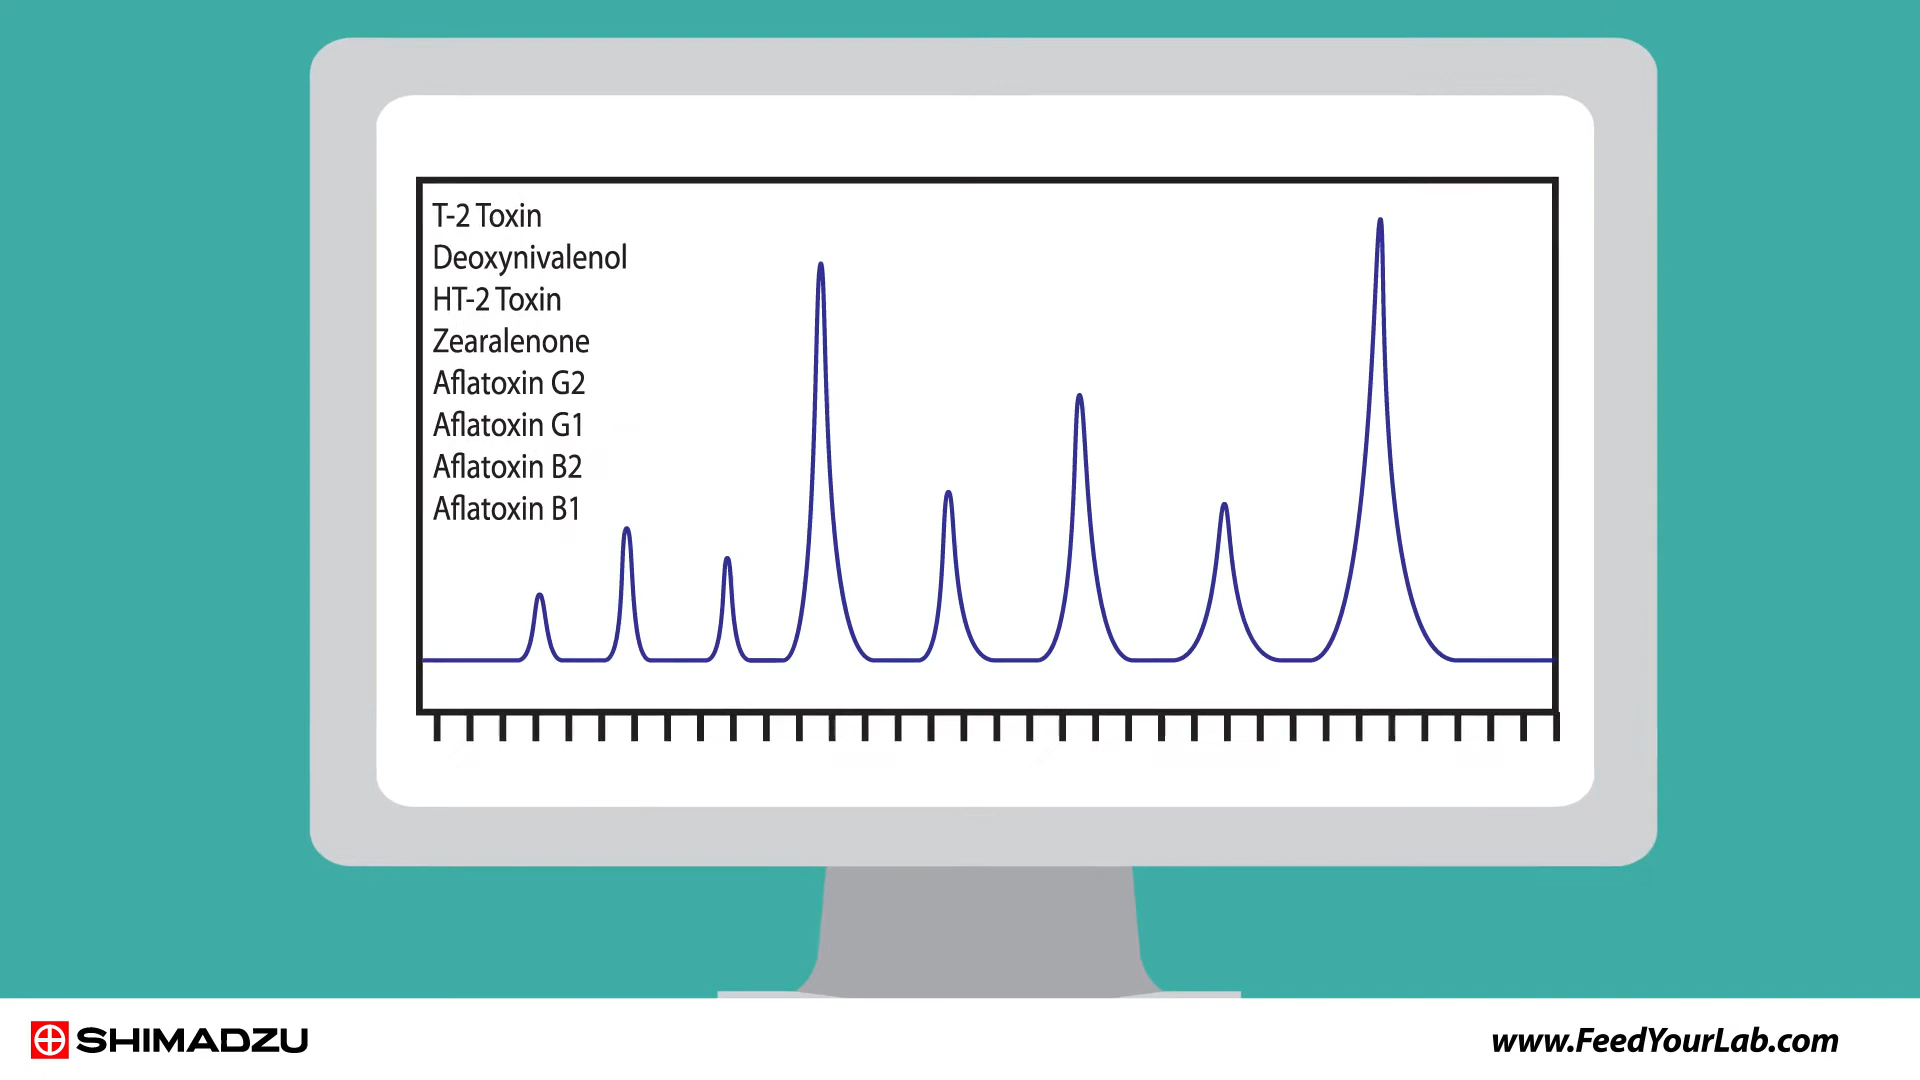 T-2 Toxin
Deoxynivalenol
HT-2 Toxin
Zearalenone
Aflatoxin G2
Aflatoxin G1
Aflatoxin B2
Aflatoxin B1
SHIMADZU
www.FeedYourLab.com